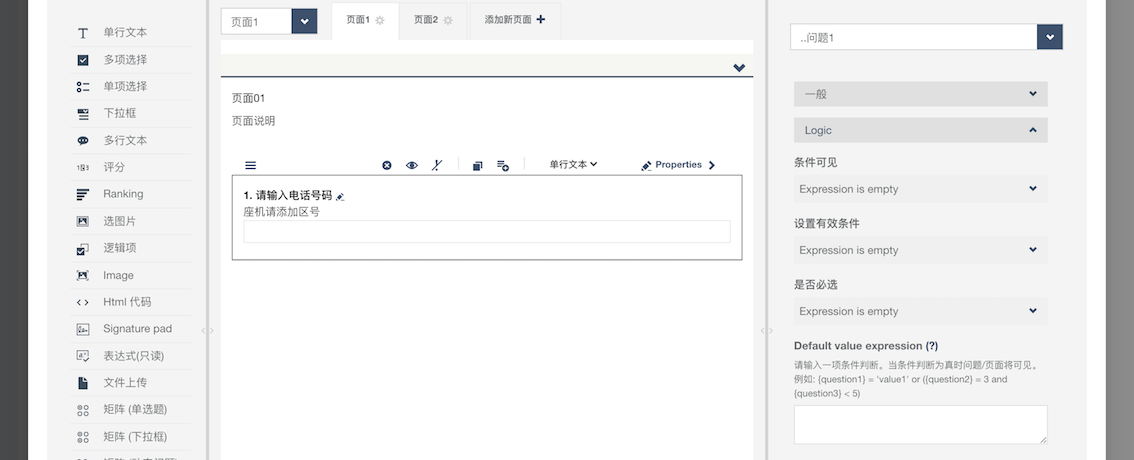 单行文本
多项选择
单项选择
下拉框
多行文本
评分
Ranking
选图片
逻辑项
Image
Html 代码
Signature pad
表达式(只读)
文件上传
矩阵 (单选题)
矩阵 (下拉框)
页面1
页面1
页面2
添加新页面
页面01
页面说明
单行文本
Properties
1. 请输入电话号码
座机请添加区号
..问题1
一般
Logic
条件可见
Expression is empty
设置有效条件
Expression is empty
是否必选
Expression is empty
Default value expression (?)
请输入一项条件判断。当条件判断为真时问题/页面将可见。
例如: {question1} = 'value1' or ({question2} = 3 and
{question3} < 5)